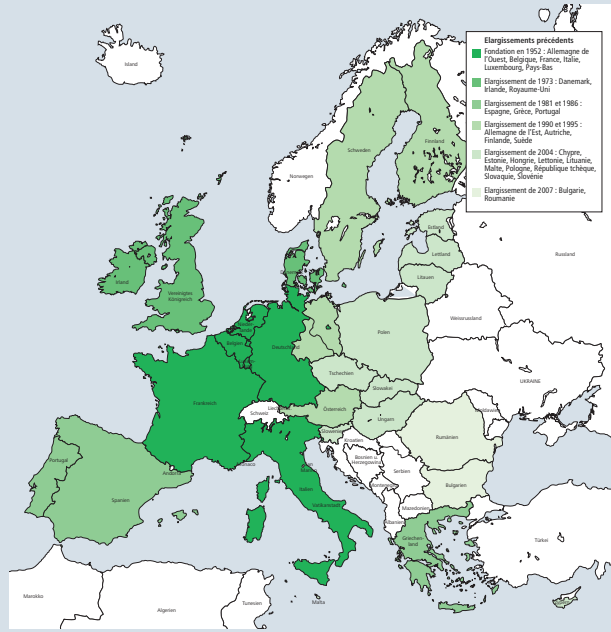 Elargissements précédents
Fondation en 1952 : Allemagne de
l'Ouest, Belgique, France, Italie,
Luxembourg, Pays-Bas
Elargissement de 1973 : Danemark,
Irlande, Royaume-Uni
Elargissement de 1981 et 1986 :
Espagne, Grèce, Portugal
Elargissement de 1990 et 1995 :
Allemagne de l'Est, Autriche,
Finlande, Suède
Elargissement de 2004 : Chypre,
Estonie, Hongrie, Lettonie, Lituanie,
Malte, Pologne, République tchèque,
Slovaquie, Slovénie
Elargissement de 2007 : Bulgarie,
Roumanie
Island
Schweden
Finnland
Norwegen
Estland
Lettland
Russland
Litauen
Irland
Vereinigtes
Königreich
Weissrussland
Polen
Belgien
Deutschland
Tschechien
UKRAINE
Slowakei
Frankreich
Schweiz
Österreich
Ungarn
Slowenien
Kroatien
Rumänien
Bosnien u.
Herzegowina
Serbien
Portugal
Spanien
Italien
Vatikanstadt
Montenegro
Bulgarien
Mazedonien
Albanien
Griechen-
land
Türkei
Marokko
Algerien
Tunesien
Malta